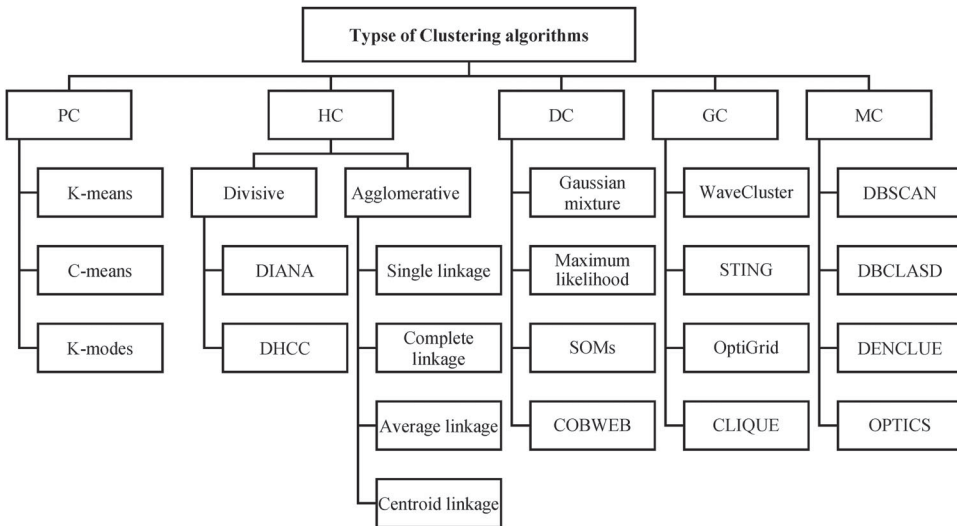 Typse of Clustering algorithms
PC
HC
DC
GC
MC
K-means
C-means
K-modes
Divisive
Agglomerative
DIANA
DHCC
Single linkage
Complete
linkage
Average linkage
Centroid linkage
Gaussian
mixture
Maximum
likelihood
SOMs
COBWEB
WaveCluster
STING
OptiGrid
CLIQUE
DBSCAN
DBCLASD
DENCLUE
OPTICS